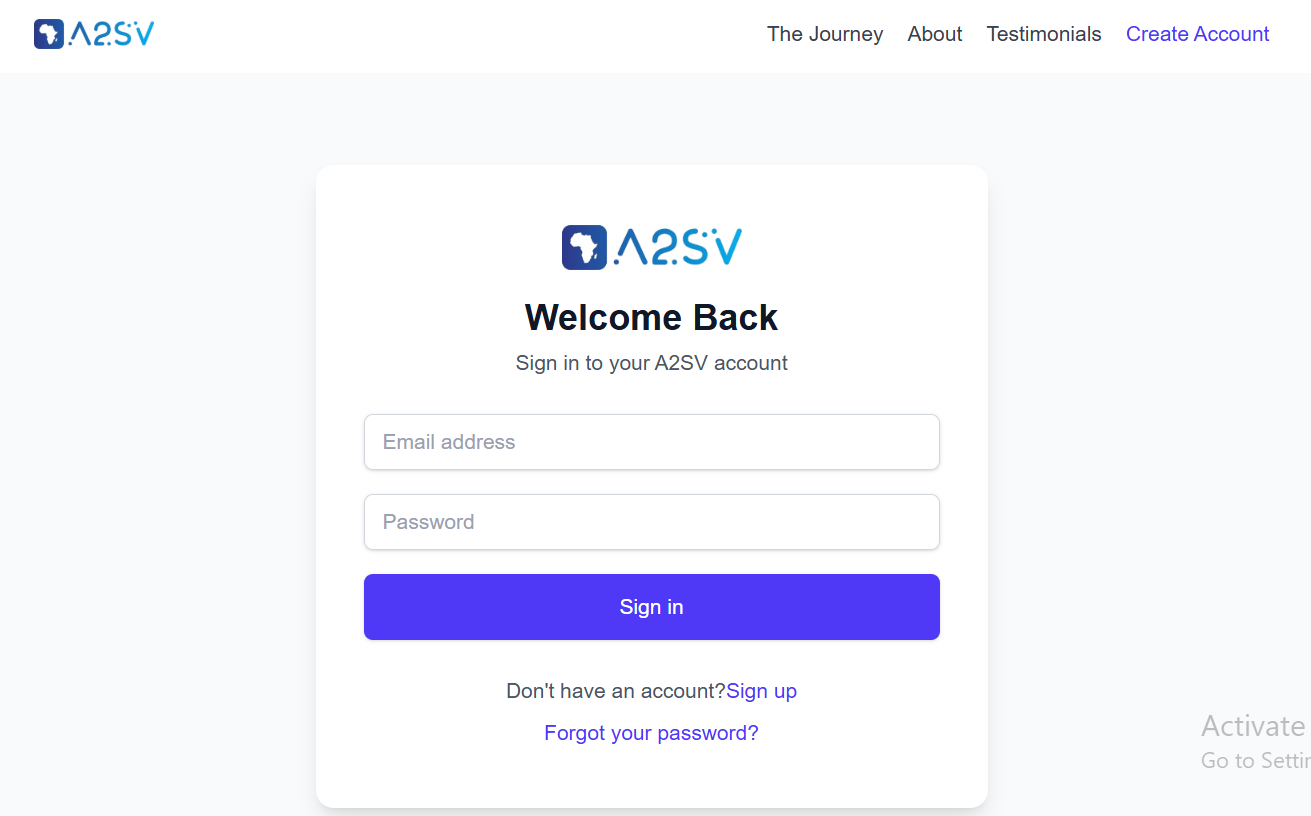 A2SV
The Journey About Testimonials Create Account
A2SV
Welcome Back
Sign in to your A2SV account
Email address
Password
Sign in
Don't have an account?Sign up
Forgot your password?
Activate
Go to